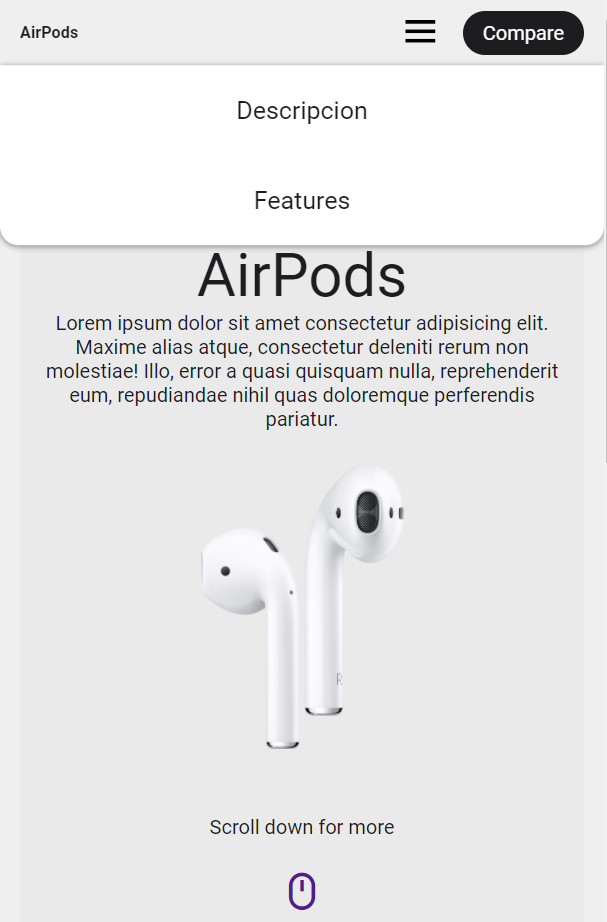 AirPods
Compare
Descripcion
Features
AirPods
Lorem ipsum dolor sit amet consectetur adipisicing elit.
Maxime alias atque, consectetur deleniti rerum non
molestiae! Illo, error a quasi quisquam nulla, reprehenderit
eum, repudiandae nihil quas doloremque perferendis
pariatur.
R
Scroll down for more